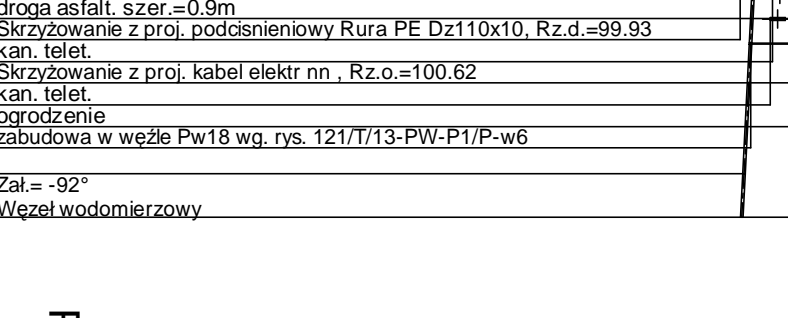 droga asfalt. szer.=0.9m
Skrzyżowanie z proj. podcisnieniowy Rura PE Dz110x10, Rz.d.=99.93
kan. telet.
Skrzyżowanie z proj. kabel elektr nn , Rz.o.=100.62
kan. telet.
ogrodzenie
zabudowa w węźle Pw18 wg. rys. 121/T/13-PW-P1/P-w6
Zał.= -92°
Węzeł wodomierzowy